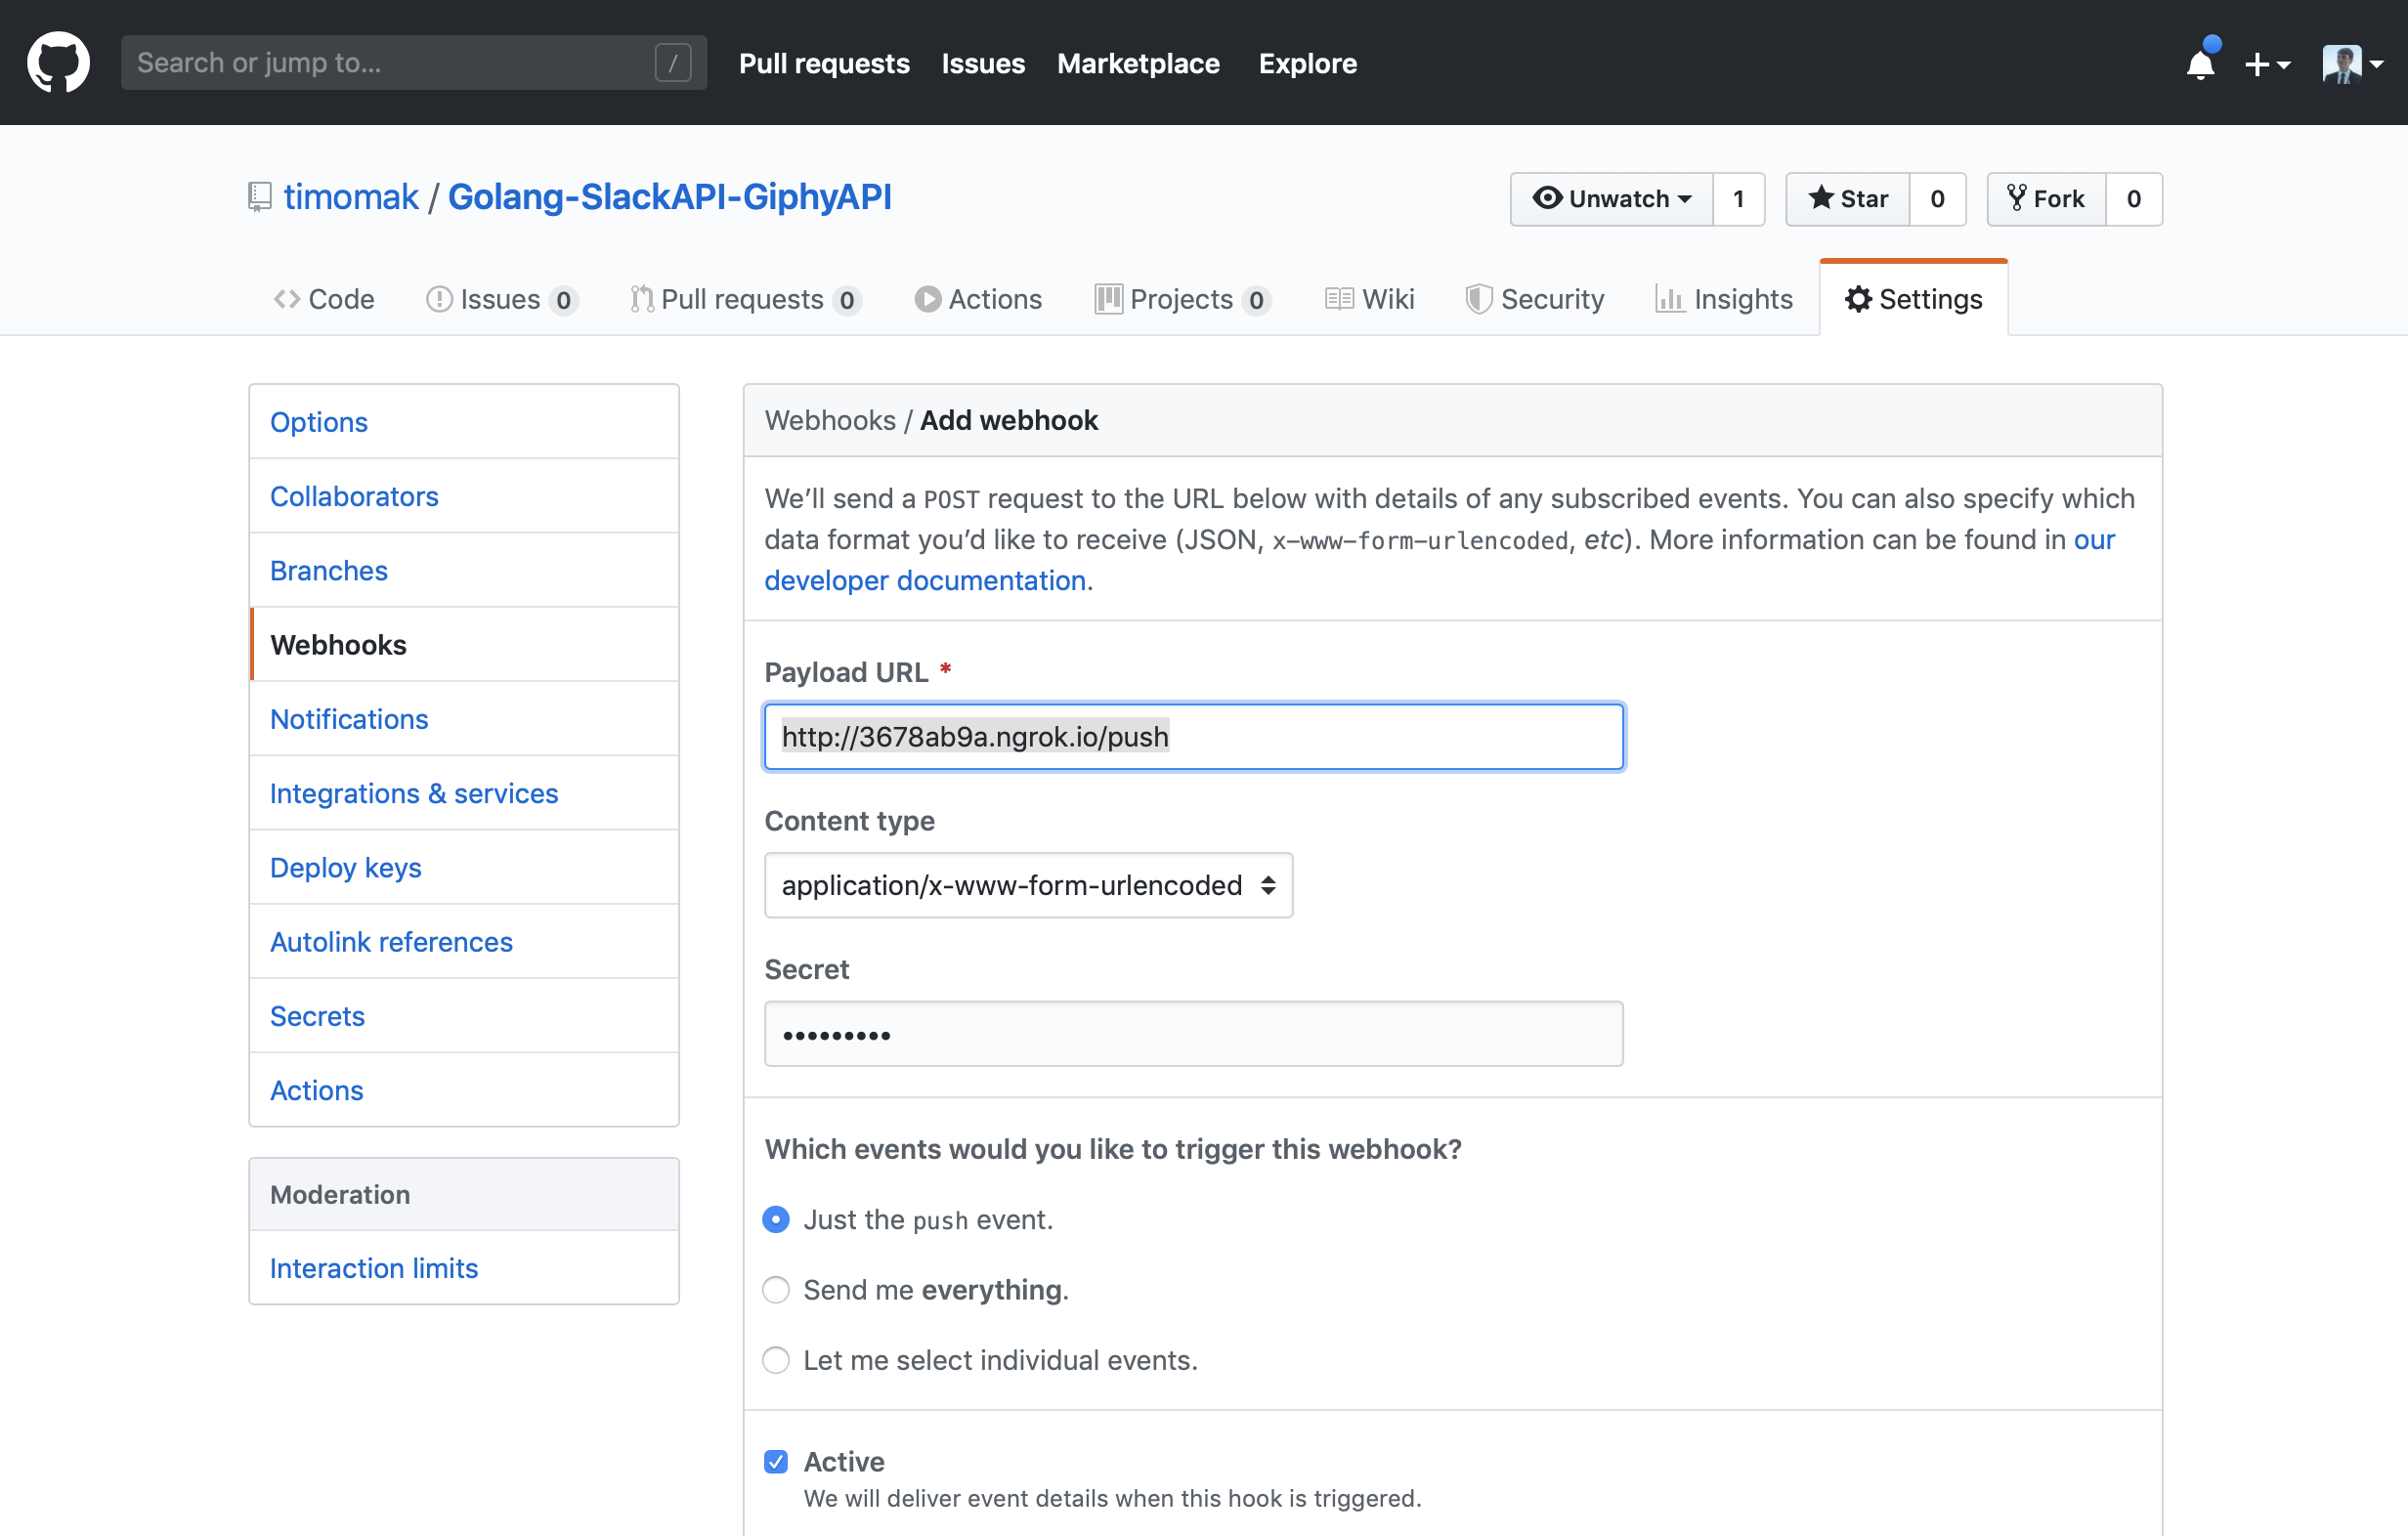 Search or jump to... /
Pull requests Issues Marketplace Explore
timomak / Golang-SlackAPI-GiphyAPI
Unwatch 1 Star 0 Fork 0
Code Issues 0 Pull requests 0 Actions Projects 0 Wiki Security Insights Settings
Options
Collaborators
Branches
Webhooks
Notifications
Integrations & services
Deploy keys
Autolink references
Secrets
Actions
Moderation
Interaction limits
Webhooks / Add webhook
We’ll send a POST request to the URL below with details of any subscribed events. You can also specify which
data format you’d like to receive (JSON, x-www-form-urlencoded, etc). More information can be found in our
developer documentation.
Payload URL *
http://3678ab9a.ngrok.io/push
Content type
application/x-www-form-urlencoded
Secret
•••••••••
Which events would you like to trigger this webhook?
Just the push event.
Send me everything.
Let me select individual events.
Active
We will deliver event details when this hook is triggered.